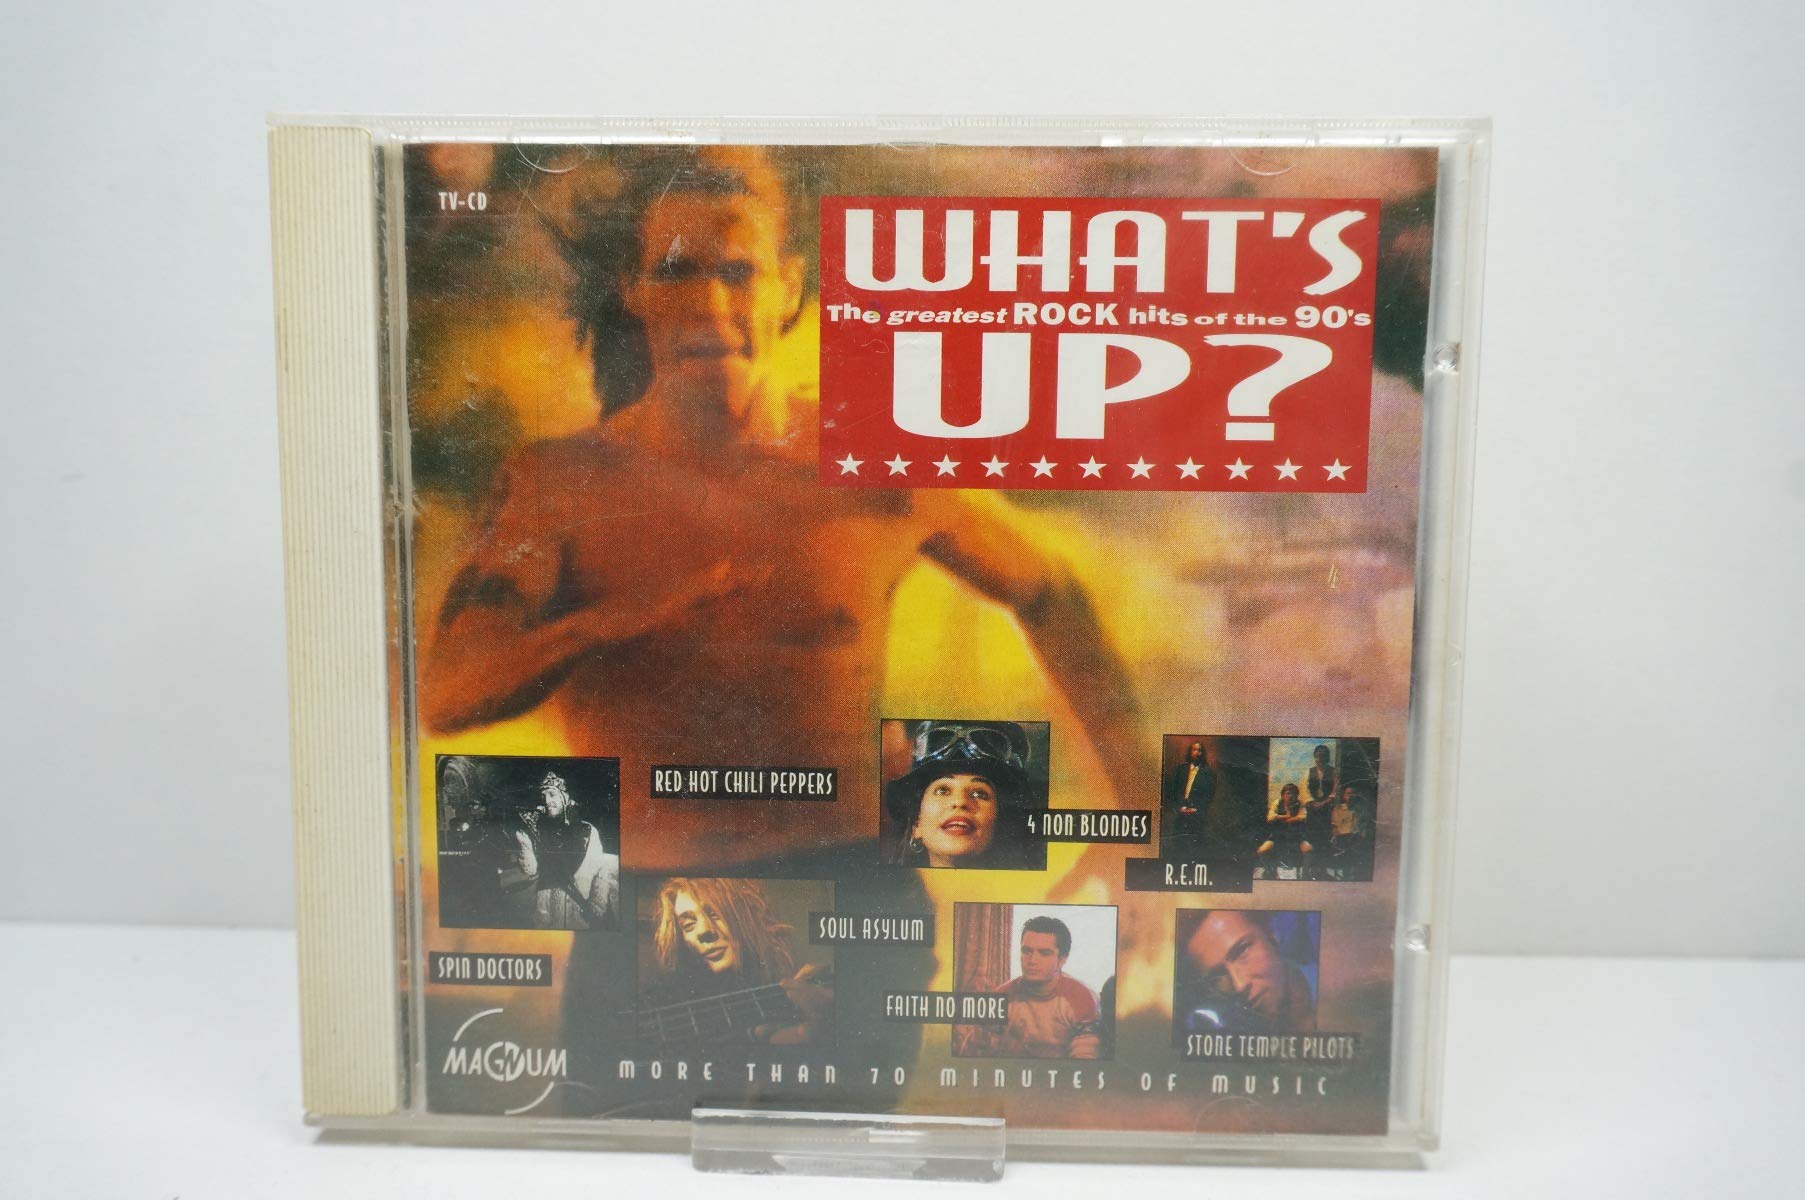 TV-CD
WHAT'S
The greatest ROCK hits of the 90's
UP?
RED HOT CHILI PEPPERS
4 NON BLONDES
R.E.M.
SOUL ASYLUM
SPIN DOCTORS
FAITH NO MORE
STONE TEMPLE PILOTS
MAGNUM
MORE THAN 70 MINUTES OF MUSIC